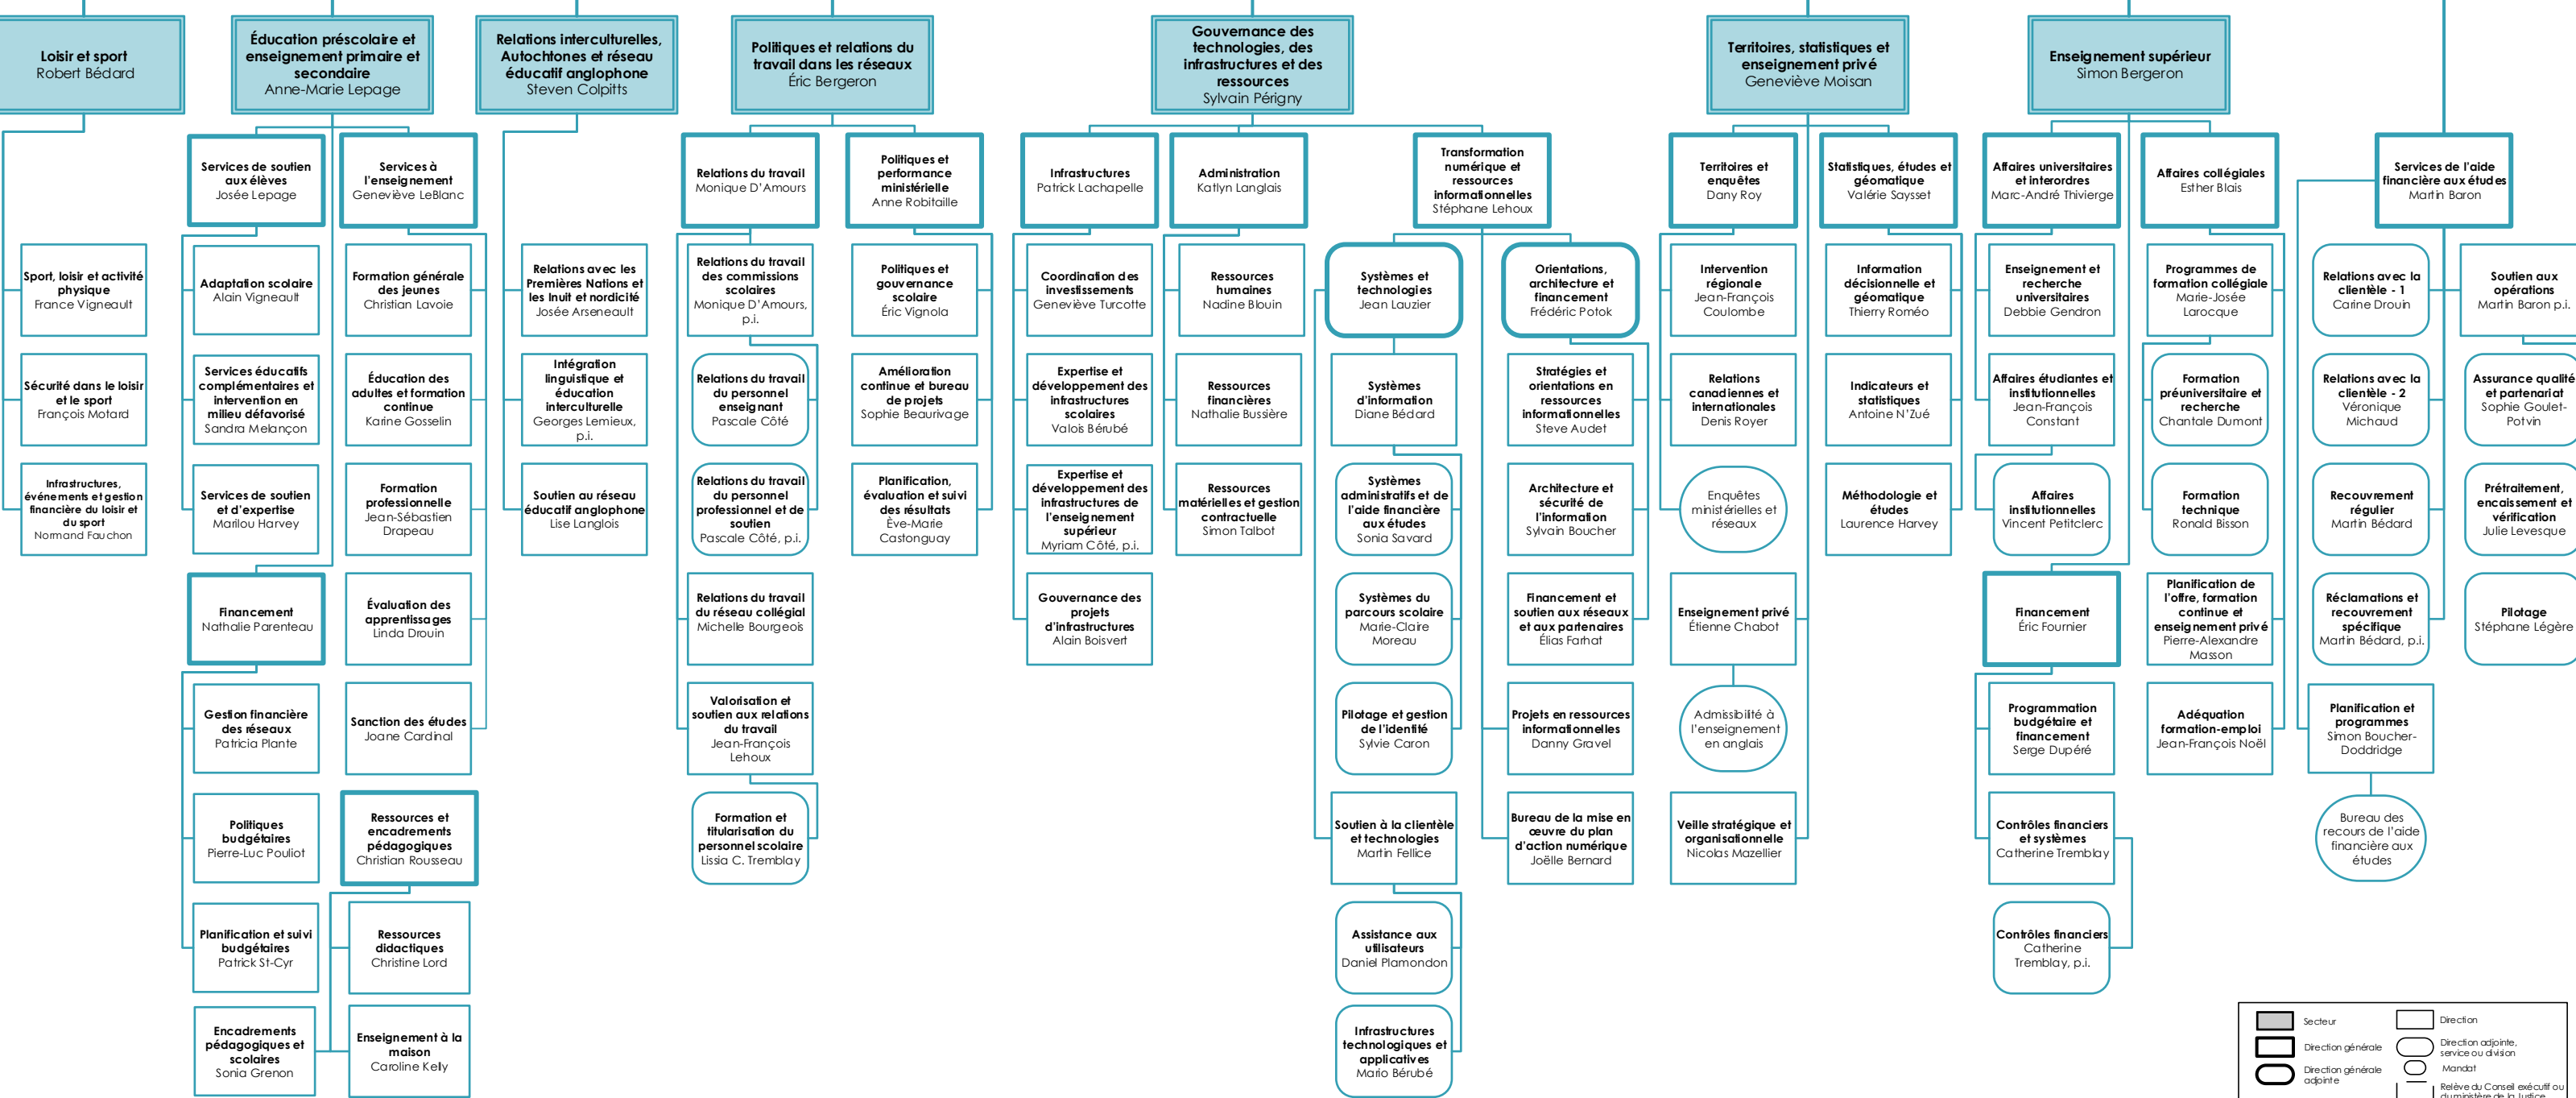 Loisir et sport
Robert Bédard
Éducation préscolaire et
enseignement primaire et
secondaire
Anne-Marie Lepage
Relations interculturelles,
Autochtones et réseau
éducatif anglophone
Steven Colpitts
Politiques et relations du
travail dans les réseaux
Éric Bergeron
Gouvernance des
technologies, des
infrastructures et des
ressources
Sylvain Périgny
Territoires, statistiques et
enseignement privé
Geneviève Moisan
Enseignement supérieur
Simon Bergeron
Services de soutien
aux élèves
Josée Lepage
Services à
l'enseignement
Geneviève LeBlanc
Relations du travail
Monique D'Amours
Politiques et
performance
ministérielle
Anne Robitaille
Infrastructures
Patrick Lachapelle
Administration
Katlyn Langlais
Transformation
numérique et
ressources
informationnelles
Stéphane Lehoux
Territoires et
enquêtes
Dany Roy
Statistiques, études et
géomatique
Valérie Saysset
Affaires universitaires
et interordres
Marc-André Thivierge
Affaires collégiales
Esther Blais
Services de l'aide
financière aux études
Martin Baron
Sport, loisir et activité
physique
France Vigneault
Adaptation scolaire
Alain Vigneault
Formation générale
des jeunes
Christian Lavoie
Relations avec les
Premières Nations et
les Inuit et nordicité
Josée Arseneault
Relations du travail
des commissions
scolaires
Monique D'Amours,
p.i.
Politiques et
gouvernance
scolaire
Éric Vignola
Coordination des
investissements
Geneviève Turcotte
Ressources
humaines
Nadine Blouin
Systèmes et
technologies
Jean Lauzier
Orientations,
architecture et
financement
Frédéric Potok
Intervention
régionale
Jean-François
Coulombe
Information
décisionnelle et
géomatique
Thierry Roméo
Enseignement et
recherche
universitaires
Debbie Gendron
Programmes de
formation collégiale
Marie-Josée
Larocque
Relations avec la
clientèle - 1
Carine Drouin
Soutien aux
opérations
Martin Baron p.i.
Sécurité dans le loisir
et le sport
François Motard
Services éducatifs
complémentaires et
intervention en
milieu défavorisé
Sandra Melançon
Éducation des
adultes et formation
continue
Karine Gosselin
Intégration
linguistique et
éducation
interculturelle
Georges Lemieux,
p.i.
Relations du travail
du personnel
enseignant
Pascale Côté
Amélioration
continue et bureau
de projets
Sophie Beaurivage
Expertise et
développement des
infrastructures
scolaires
Valois Bérubé
Ressources
financières
Nathalie Bussière
Systèmes
d'information
Diane Bédard
Stratégies et
orientations en
ressources
informationnelles
Steve Audet
Relations
canadiennes et
internationales
Denis Royer
Indicateurs et
statistiques
Antoine N'Zué
Affaires étudiantes et
institutionnelles
Jean-François
Constant
Formation
préuniversitaire et
recherche
Chantale Dumont
Relations avec la
clientèle - 2
Véronique
Michaud
Assurance qualité
et partenariat
Sophie Goulet-
Potvin
Infrastructures,
événements et gestion
financière du loisir et
du sport
Normand Fauchon
Services de soutien
et d'expertise
Marilou Harvey
Formation
professionnelle
Jean-Sébastien
Drapeau
Soutien au réseau
éducatif anglophone
Lise Langlois
Relations du travail
du personnel
professionnel et de
soutien
Pascale Côté, p.i.
Planification,
évaluation et suivi
des résultats
Ève-Marie
Castonguay
Expertise et
développement des
infrastructures de
l'enseignement
supérieur
Myriam Côté, p.i.
Ressources
matérielles et gestion
contractuelle
Simon Talbot
Systèmes
administratifs et de
l'aide financière
aux études
Sonia Savard
Architecture et
sécurité de
l'information
Sylvain Boucher
Enquêtes
ministérielles et
réseaux
Méthodologie et
études
Laurence Harvey
Affaires
institutionnelles
Vincent Petitclerc
Formation
technique
Ronald Bisson
Recouvrement
régulier
Martin Bédard
Prétraitement,
encaissement et
vérification
Julie Levesque
Financement
Nathalie Parenteau
Évaluation des
apprentissages
Linda Drouin
Relations du travail
du réseau collégial
Michelle Bourgeois
Gouvernance des
projets
d'infrastructures
Alain Boisvert
Systèmes du
parcours scolaire
Marie-Claire
Moreau
Financement et
soutien aux réseaux
et aux partenaires
Élias Farhat
Enseignement privé
Étienne Chabot
Financement
Éric Fournier
Planification de
l'offre, formation
continue et
enseignement privé
Pierre-Alexandre
Masson
Réclamations et
recouvrement
spécifique
Martin Bédard, p.i.
Pilotage
Stéphane Légère
Gestion financière
des réseaux
Patricia Plante
Sanction des études
Joane Cardinal
Valorisation et
soutien aux relations
du travail
Jean-François
Lehoux
Pilotage et gestion
de l'identité
Sylvie Caron
Projets en ressources
informationnelles
Danny Gravel
Admissibilité à
l'enseignement
en anglais
Programmation
budgétaire et
financement
Serge Dupéré
Adéquation
formation-emploi
Jean-François Noël
Planification et
programmes
Simon Boucher-
Doddridge
Politiques
budgétaires
Pierre-Luc Pouliot
Ressources et
encadrements
pédagogiques
Christian Rousseau
Formation et
titularisation du
personnel scolaire
Lissia C. Tremblay
Soutien à la clientèle
et technologies
Martin Fellice
Bureau de la mise en
œuvre du plan
d'action numérique
Joëlle Bernard
Veille stratégique et
organisationnelle
Nicolas Mazellier
Contrôles financiers
et systèmes
Catherine Tremblay
Bureau des
recours de l'aide
financière aux
études
Planification et suivi
budgétaires
Patrick St-Cyr
Ressources
didactiques
Christine Lord
Assistance aux
utilisateurs
Daniel Plamondon
Contrôles financiers
Catherine
Tremblay, p.i.
Encadrements
pédagogiques et
scolaires
Sonia Grenon
Enseignement à la
maison
Caroline Kelly
Infrastructures
technologiques et
applicatives
Mario Bérubé
Secteur
Direction
Direction générale
Direction adjointe,
service ou division
Direction générale
adjointe
Mandat
Relève du Conseil exécutif ou
du ministère de la Justice